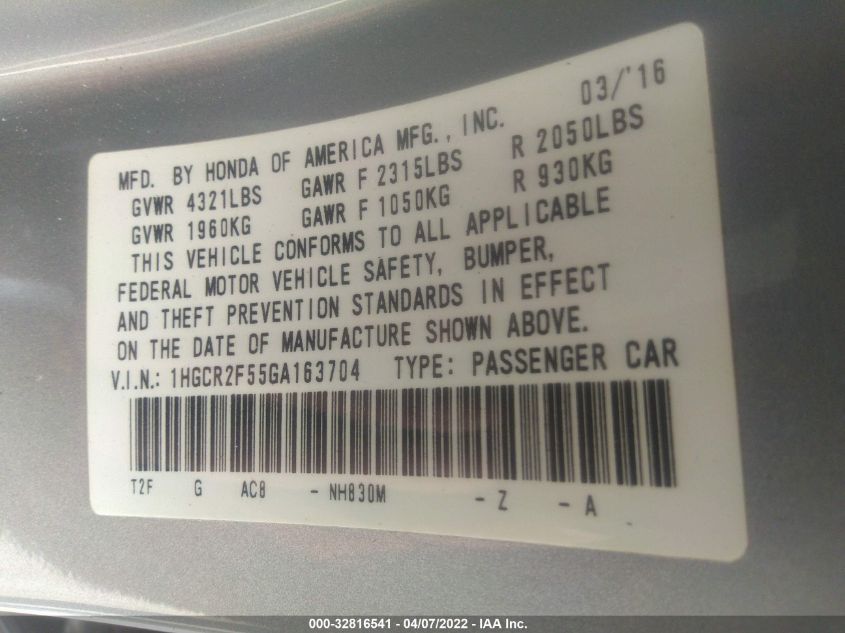 03/'16
MFD. BY HONDA OF AMERICA MFG., INC.
GVWR 4321LBS GAWR F 2315LBS R 2050LBS
GVWR 1960KG GAWR F 1050KG R 930KG
THIS VEHICLE CONFORMS TO ALL APPLICABLE
FEDERAL MOTOR VEHICLE SAFETY, BUMPER,
AND THEFT PREVENTION STANDARDS IN EFFECT
ON THE DATE OF MANUFACTURE SHOWN ABOVE.
V.I.N.: 1HGCR2F55GA163704 TYPE: PASSENGER CAR
T2F G AC8 - NH830M - Z - A
000-32816541 - 04/07/2022 - IAA Inc.